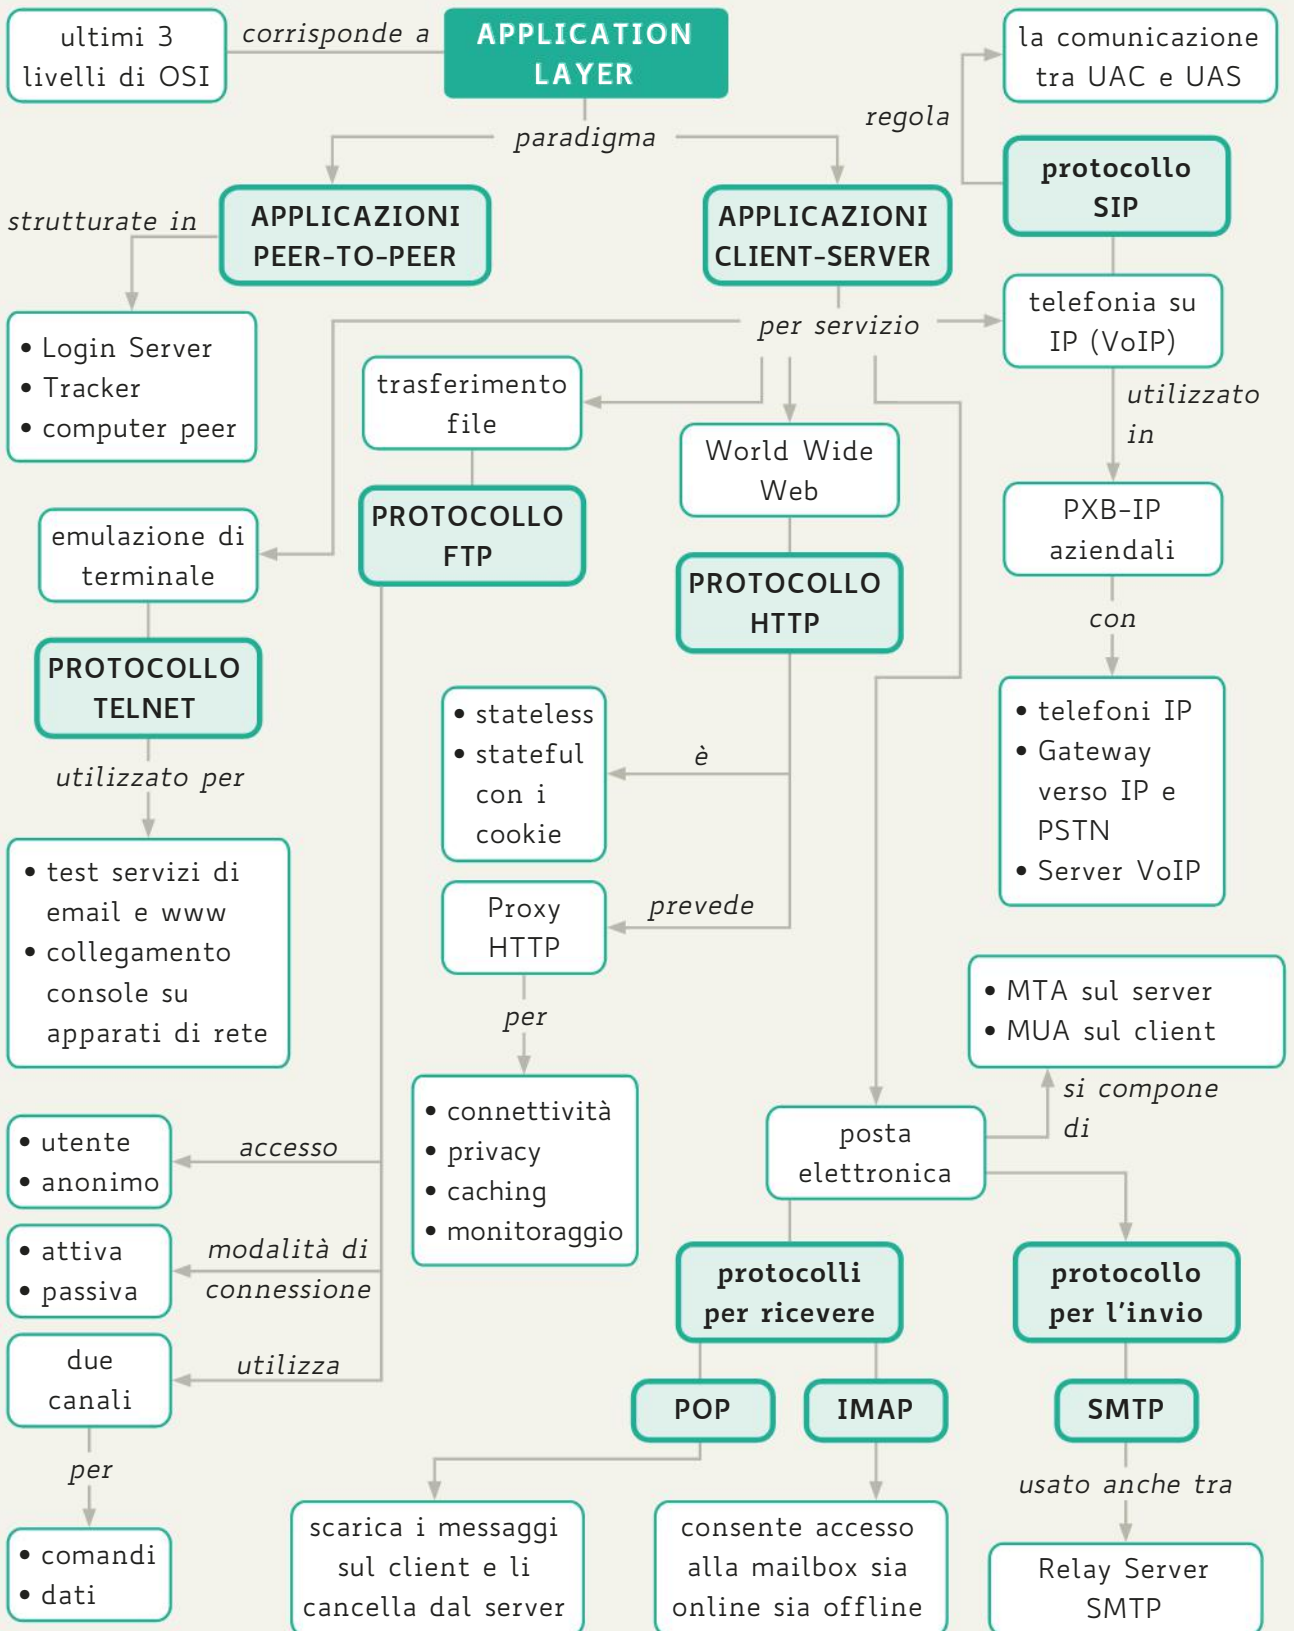 ultimi 3
livelli di OSI
corrisponde a
APPLICATION
LAYER
paradigma
la comunicazione
tra UAC e UAS
regola
protocollo
SIP
strutturate in
APPLICAZIONI
PEER-TO-PEER
APPLICAZIONI
CLIENT-SERVER
• Login Server
• Tracker
• computer peer
per servizio
telefonia su
IP (VoIP)
utilizzato
in
trasferimento
file
World Wide
Web
PXB-IP
aziendali
emulazione di
terminale
PROTOCOLLO
FTP
PROTOCOLLO
HTTP
con
PROTOCOLLO
TELNET
utilizzato per
• stateless
• stateful
con i
cookie
è
• telefoni IP
• Gateway
verso IP e
PSTN
• Server VoIP
• test servizi di
email e www
• collegamento
console su
apparati di rete
Proxy
HTTP
prevede
per
• MTA sul server
• MUA sul client
si compone
di
• connettività
• privacy
• caching
• monitoraggio
posta
elettronica
• utente
• anonimo
accesso
• attiva
• passiva
modalità di
connessione
due
canali
utilizza
per
• comandi
• dati
protocolli
per ricevere
protocollo
per l'invio
POP
IMAP
SMTP
usato anche tra
scarica i messaggi
sul client e li
cancella dal server
consente accesso
alla mailbox sia
online sia offline
Relay Server
SMTP